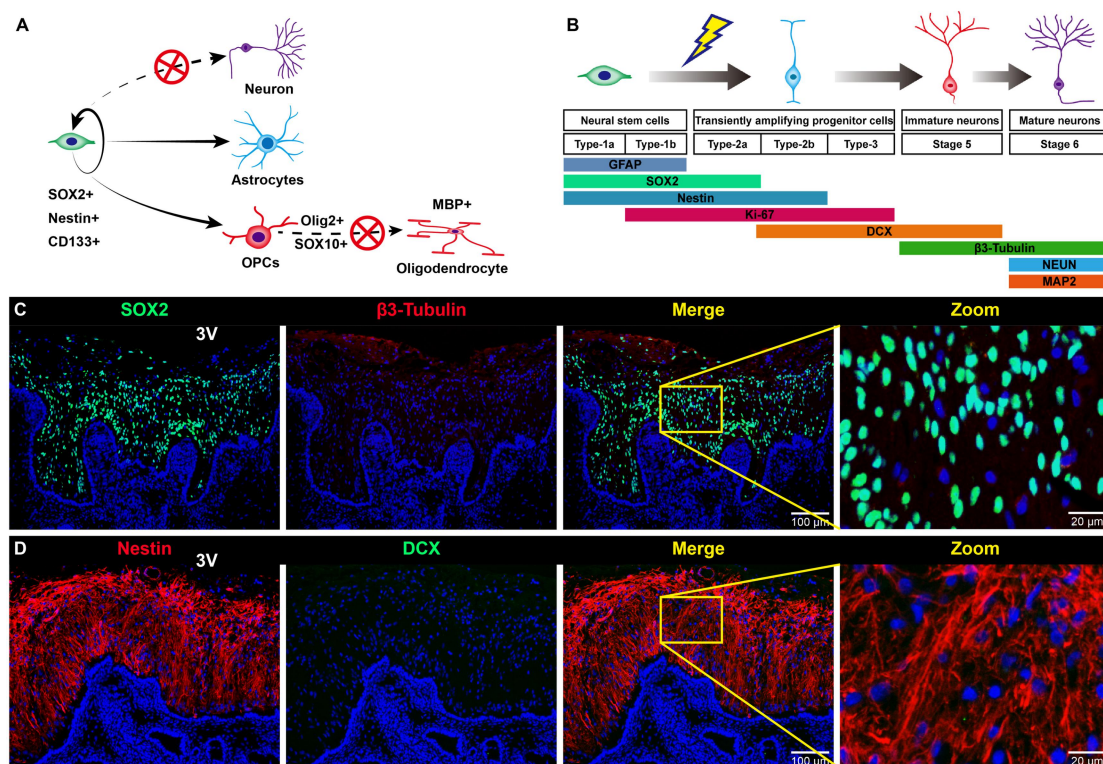 A
Neuron
Astrocytes
SOX2+
Nestin+
CD133+
OPCs
Olig2+
SOX10+
MBP+
Oligodendrocyte
B
Neural stem cells
Transiently amplifying progenitor cells
Immature neurons
Mature neurons
Type-1a
Type-1b
Type-2a
Type-2b
Type-3
Stage 5
Stage 6
GFAP
SOX2
Nestin
Ki-67
DCX
β3-Tubulin
NEUN
MAP2
C
SOX2
β3-Tubulin
Merge
Zoom
3V
100 μm
20 μm
D
Nestin
DCX
Merge
Zoom
3V
100 μm
20 μm